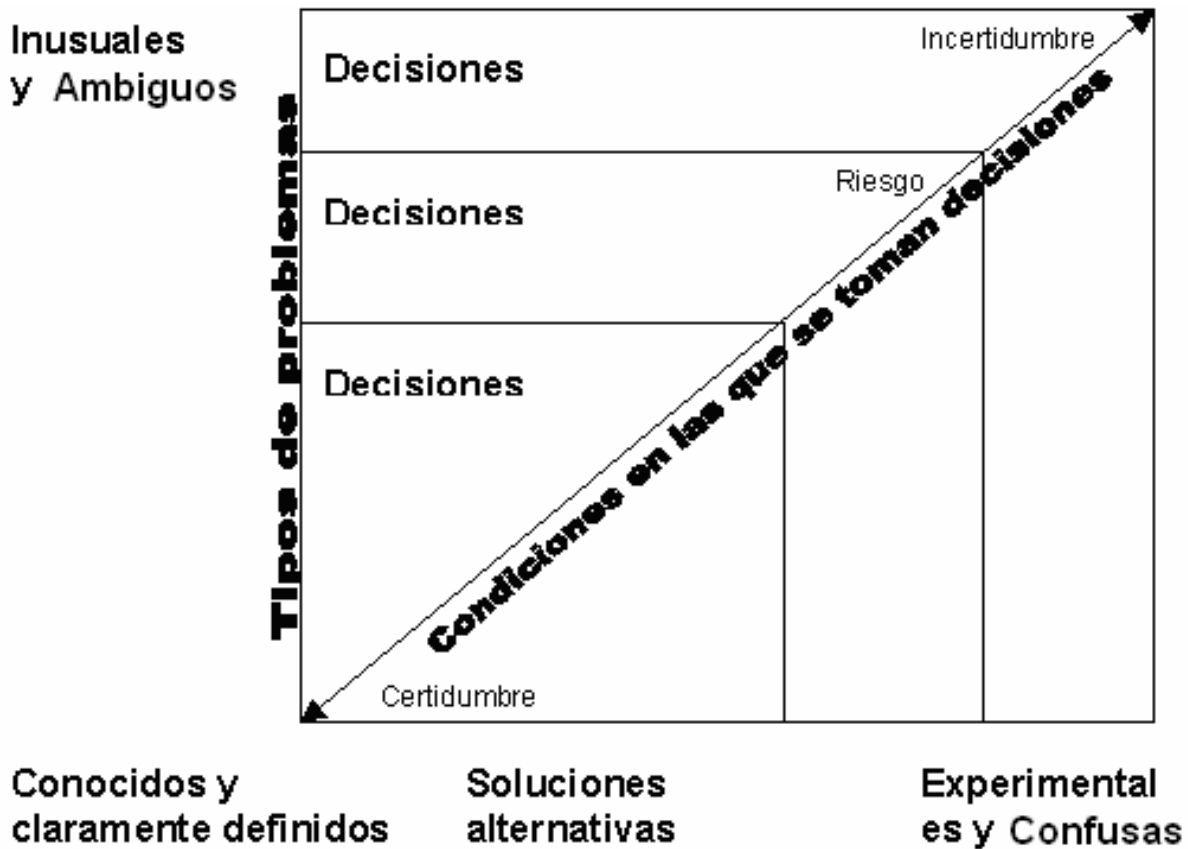 Inusuales
y Ambiguos
Tipos de problemas
Decisiones
Incertidumbre
Decisiones
Riesgo
Decisiones
Condiciones en las que se toman decisiones
Certidumbre
Conocidos y
claramente definidos
Soluciones
alternativas
Experimental
es y Confusas